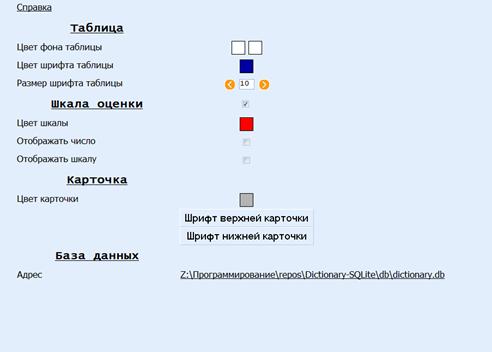 Справка
Таблица
Цвет фона таблицы
Цвет шрифта таблицы
Размер шрифта таблицы 10
Шкала оценки
Цвет шкалы
Отображать число
Отображать шкалу
Карточка
Цвет карточки
Шрифт верхней карточки
Шрифт нижней карточки
База данных
Адрес Z:\Программирование\repos\Dictionary-SQLite\db\dictionary.db